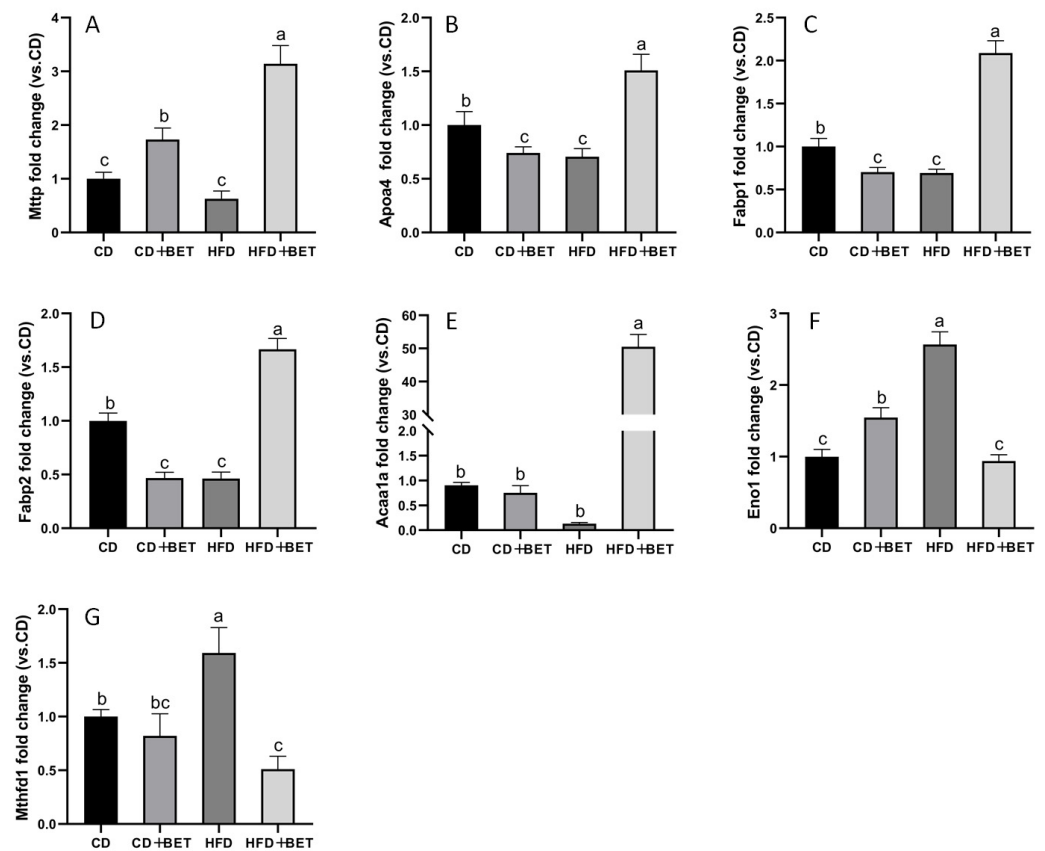 A
Mttp fold change (vs.CD)
4
3
2
1
0
c
b
c
a
CD
CD+BET
HFD
HFD+BET
B
Apoa4 fold change (vs.CD)
2.0
1.5
1.0
0.5
0.0
b
c
c
a
CD
CD+BET
HFD
HFD+BET
C
Fabp1 fold change (vs.CD)
2.5
2.0
1.5
1.0
0.5
0.0
b
c
c
a
CD
CD+BET
HFD
HFD+BET
D
Fabp2 fold change (vs.CD)
2.0
1.5
1.0
0.5
0.0
b
c
c
a
CD
CD+BET
HFD
HFD+BET
E
Acaa1a fold change (vs.CD)
60
50
40
30
2.0
1.5
1.0
0.5
0.0
b
b
b
a
CD
CD+BET
HFD
HFD+BET
F
Eno1 fold change (vs.CD)
3
2
1
0
c
b
a
c
CD
CD+BET
HFD
HFD+BET
G
Mthfd1 fold change (vs.CD)
2.0
1.5
1.0
0.5
0.0
b
bc
a
c
CD
CD+BET
HFD
HFD+BET